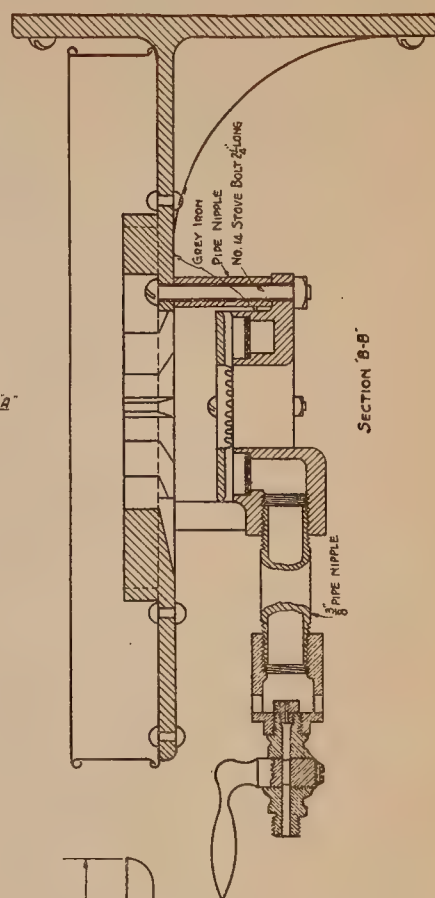 "A"
GREY IRON
PIPE NIPPLE
NO. 14 STOVE BOLT 2¼" LONG
SECTION "B-B"
⅜" PIPE NIPPLE